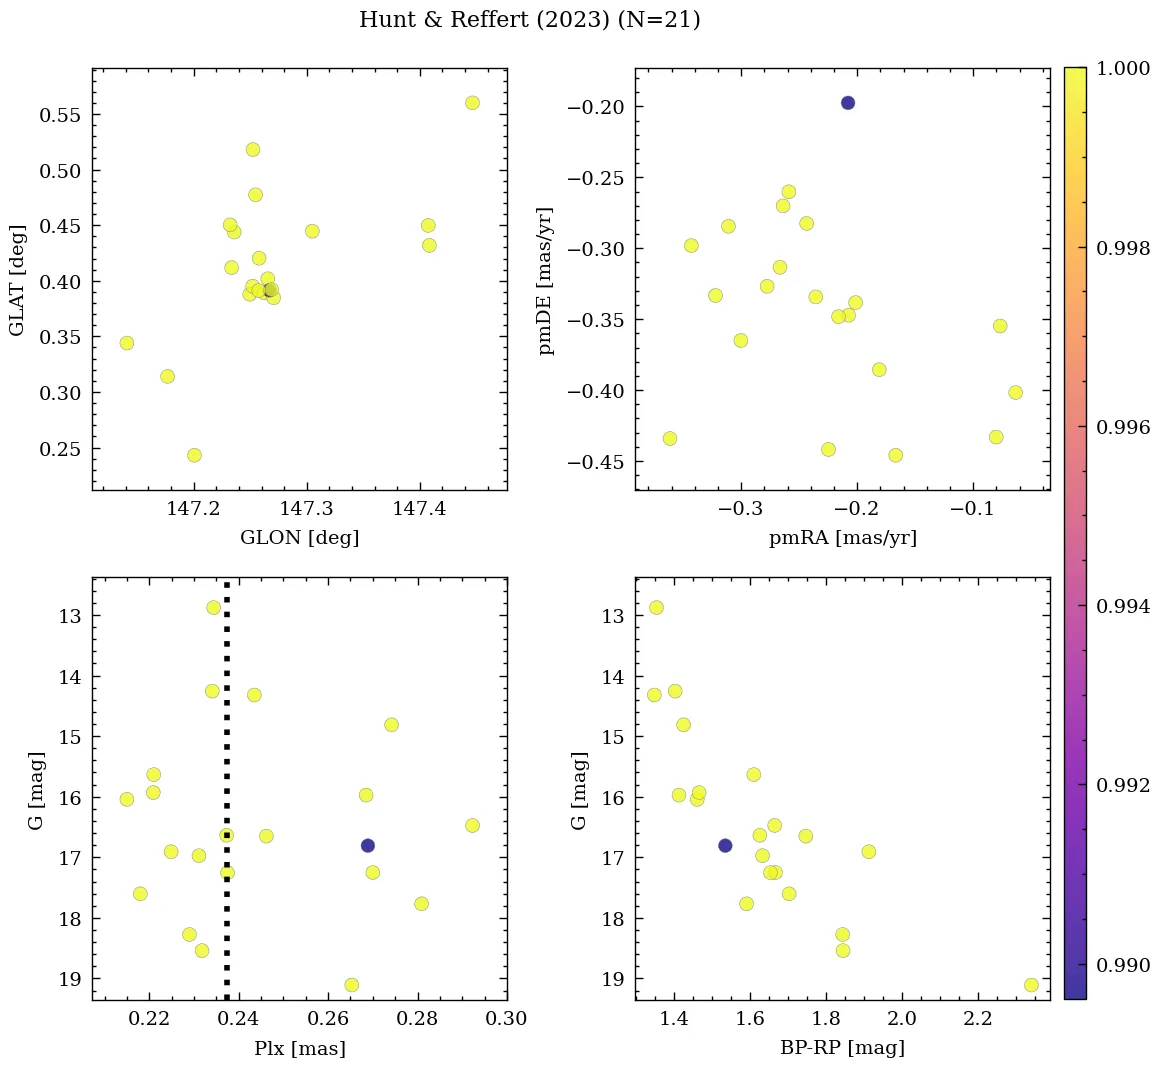 Hunt & Reffert (2023) (N=21)
0.55
0.50
0.45
0.40
0.35
0.30
0.25
GLAT [deg]
147.2 147.3 147.4
GLON [deg]
−0.20
−0.25
−0.30
−0.35
−0.40
−0.45
pmDE [mas/yr]
−0.3 −0.2 −0.1
pmRA [mas/yr]
13
14
15
16
17
18
19
G [mag]
0.22 0.24 0.26 0.28 0.30
Plx [mas]
13
14
15
16
17
18
19
G [mag]
1.4 1.6 1.8 2.0 2.2
BP-RP [mag]
1.000
0.998
0.996
0.994
0.992
0.990